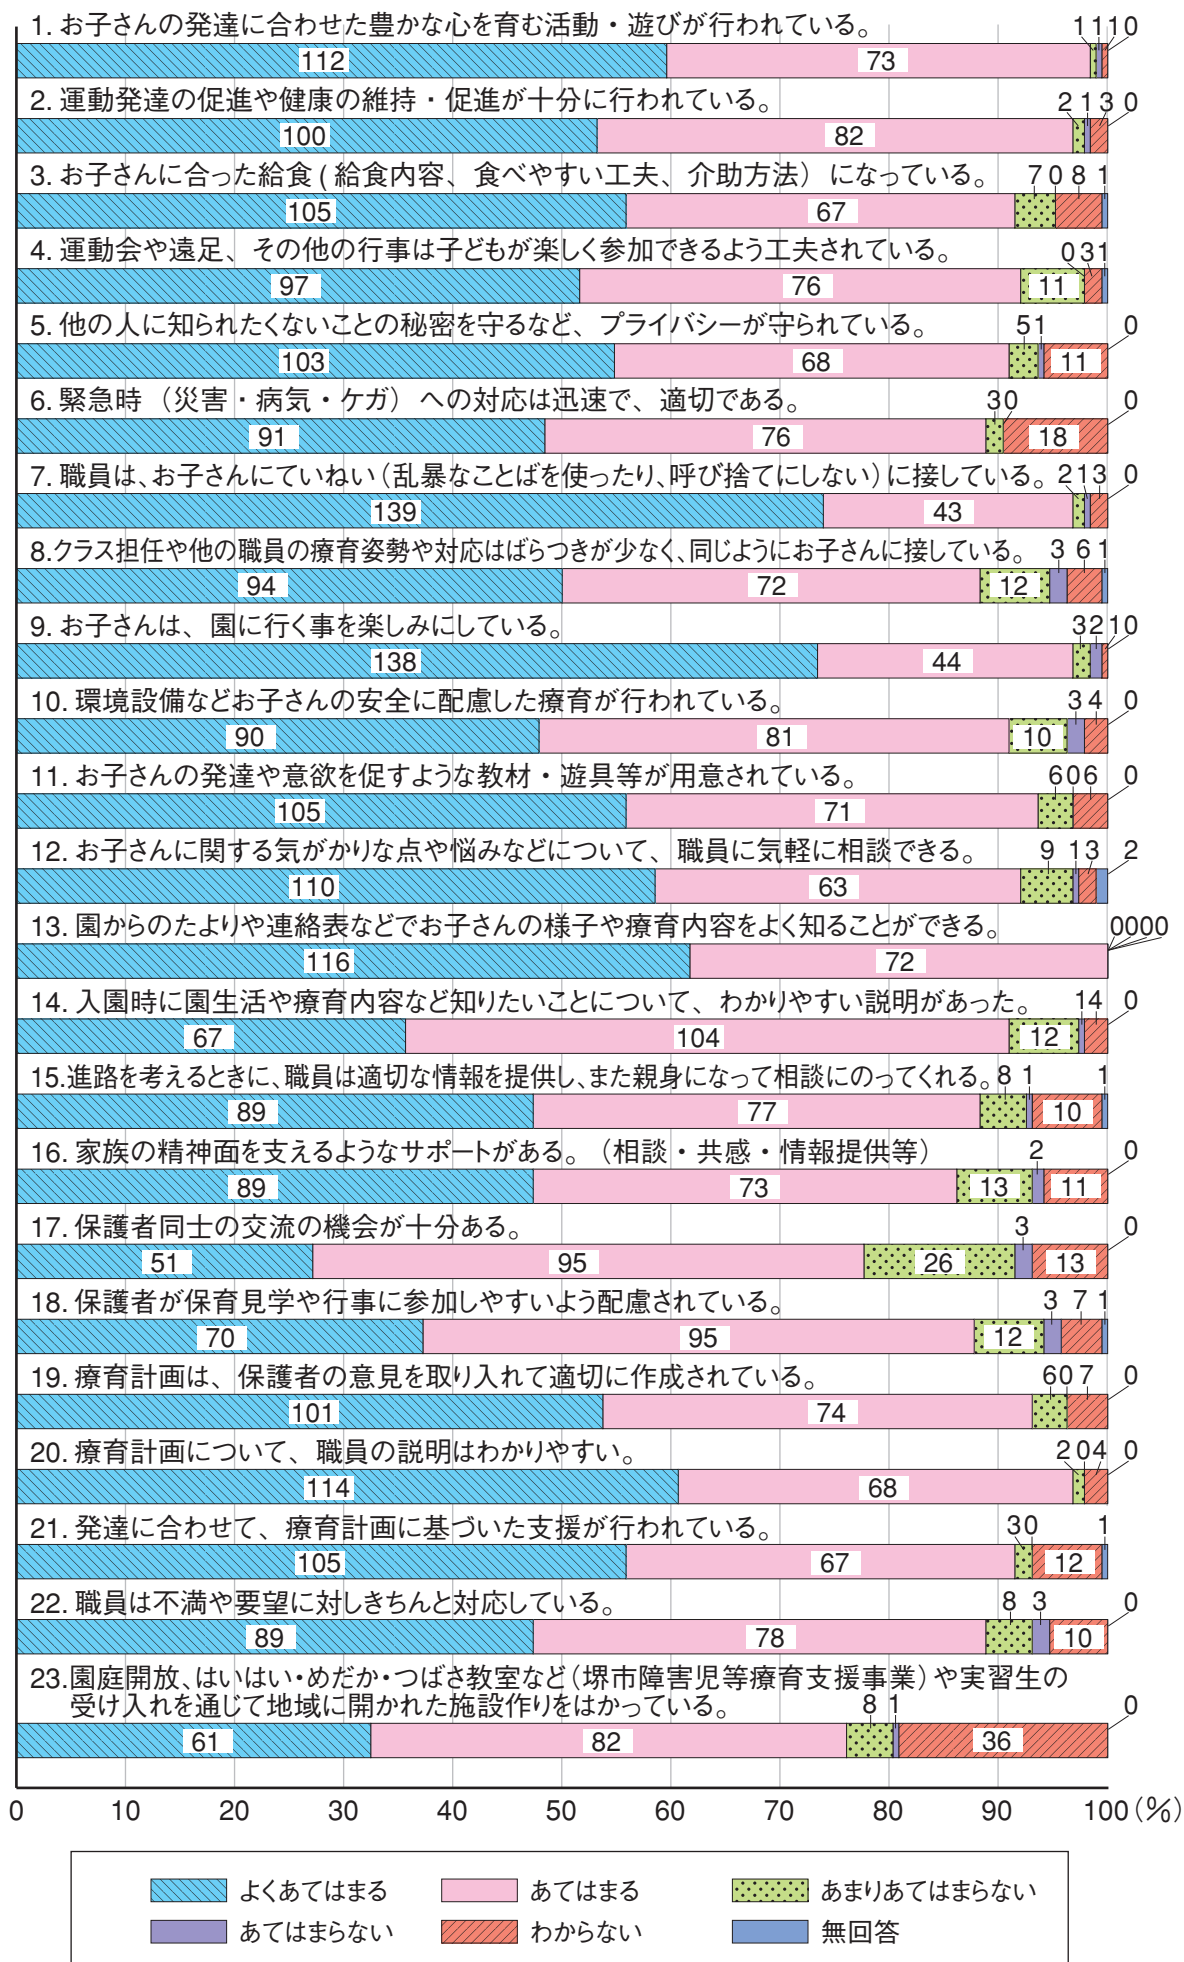 1. お子さんの発達に合わせた豊かな心を育む活動・遊びが行われている。 1 1 1 0
112 73
2. 運動発達の促進や健康の維持・促進が十分に行われている。 2 1 3 0
100 82
3. お子さんに合った給食(給食内容、食べやすい工夫、介助方法)になっている。 7 0 8 1
105 67
4. 運動会や遠足、その他の行事は子どもが楽しく参加できるよう工夫されている。 0 3 1
97 76 11
5. 他の人に知られたくないことの秘密を守るなど、プライバシーが守られている。 5 1 0
103 68 11
6. 緊急時(災害・病気・ケガ)への対応は迅速で、適切である。 3 0 0
91 76 18
7. 職員は、お子さんにていねい(乱暴なことばを使ったり、呼び捨てにしない)に接している。 2 1 3 0
139 43
8.クラス担任や他の職員の療育姿勢や対応はばらつきが少なく、同じようにお子さんに接している。 3 6 1
94 72 12
9. お子さんは、園に行く事を楽しみにしている。 3 2 1 0
138 44
10. 環境設備などお子さんの安全に配慮した療育が行われている。 3 4 0
90 81 10
11. お子さんの発達や意欲を促すような教材・遊具等が用意されている。 6 0 6 0
105 71
12. お子さんに関する気がかりな点や悩みなどについて、職員に気軽に相談できる。 9 1 3 2
110 63
13. 園からのたよりや連絡表などでお子さんの様子や療育内容をよく知ることができる。 0 0 0 0
116 72
14. 入園時に園生活や療育内容など知りたいことについて、わかりやすい説明があった。 1 4 0
67 104 12
15.進路を考えるときに、職員は適切な情報を提供し、また親身になって相談にのってくれる。 8 1 1
89 77 10
16. 家族の精神面を支えるようなサポートがある。(相談・共感・情報提供等) 2 0
89 73 13 11
17. 保護者同士の交流の機会が十分ある。 3 0
51 95 26 13
18. 保護者が保育見学や行事に参加しやすいよう配慮されている。 3 7 1
70 95 12
19. 療育計画は、保護者の意見を取り入れて適切に作成されている。 6 0 7 0
101 74
20. 療育計画について、職員の説明はわかりやすい。 2 0 4 0
114 68
21. 発達に合わせて、療育計画に基づいた支援が行われている。 3 0 1
105 67 12
22. 職員は不満や要望に対しきちんと対応している。 8 3 0
89 78 10
23.園庭開放、はいはい・めだか・つばさ教室など(堺市障害児等療育支援事業)や実習生の
受け入れを通じて地域に開かれた施設作りをはかっている。 8 1 0
61 82 36
0 10 20 30 40 50 60 70 80 90 100(%)
よくあてはまる あてはまる あまりあてはまらない
あてはまらない わからない 無回答